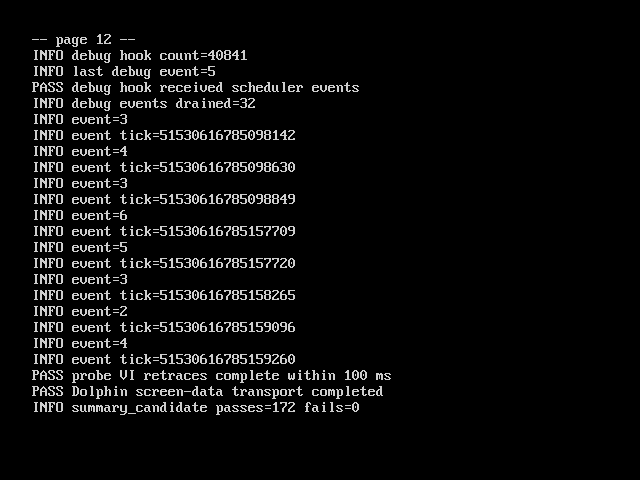 -- page 12 --
INFO debug hook count=40841
INFO last debug event=5
PASS debug hook received scheduler events
INFO debug events drained=32
INFO event=3
INFO event tick=51530616785098142
INFO event=4
INFO event tick=51530616785098630
INFO event=3
INFO event tick=51530616785098849
INFO event=6
INFO event tick=51530616785157709
INFO event=5
INFO event tick=51530616785157720
INFO event=3
INFO event tick=51530616785158265
INFO event=2
INFO event tick=51530616785159096
INFO event=4
INFO event tick=51530616785159260
PASS probe VI retraces complete within 100 ms
PASS Dolphin screen-data transport completed
INFO summary_candidate passes=172 fails=0